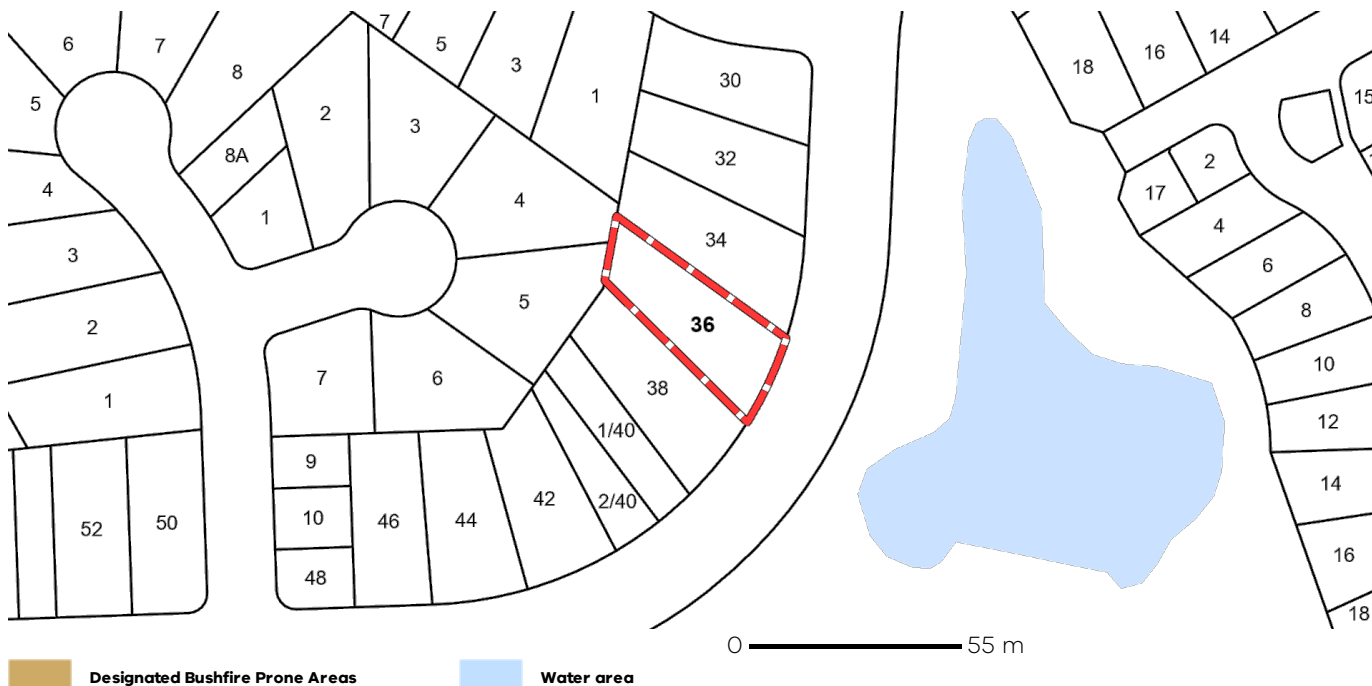 6 7 8 7 5 3 1 30 18 16 14
5 2 3 32 15
8A 4 1 4 34 17 2
4 3 2 1 5 36 4 6 8
7 6 38 10
1/40 12
9 10 48 46 44 42 2/40 14
52 50 16
18
0 55 m
Designated Bushfire Prone Areas Water area